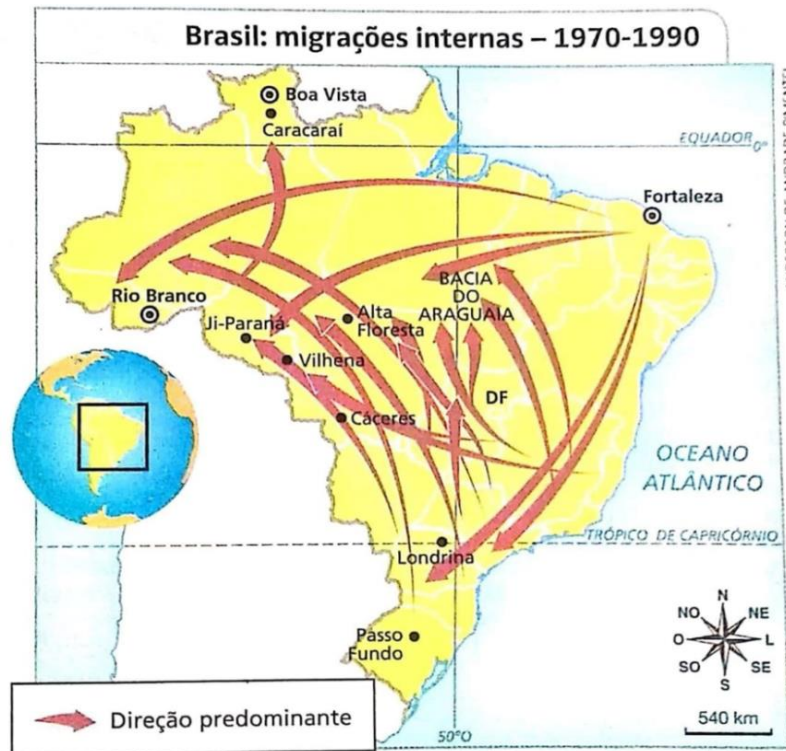 Brasil: migrações internas – 1970-1990
Boa Vista
Caracaraí
EQUADOR 0°
Fortaleza
BACIA
DO
ARAGUAIA
Rio Branco
Alta
Floresta
Ji-Paraná
Vilhena
DF
Cáceres
OCEANO
ATLÂNTICO
TRÓPICO DE CAPRICÓRNIO
Londrina
Passo
Fundo
N
NO
NE
O
L
SO
SE
S
Direção predominante
50°O
540 km